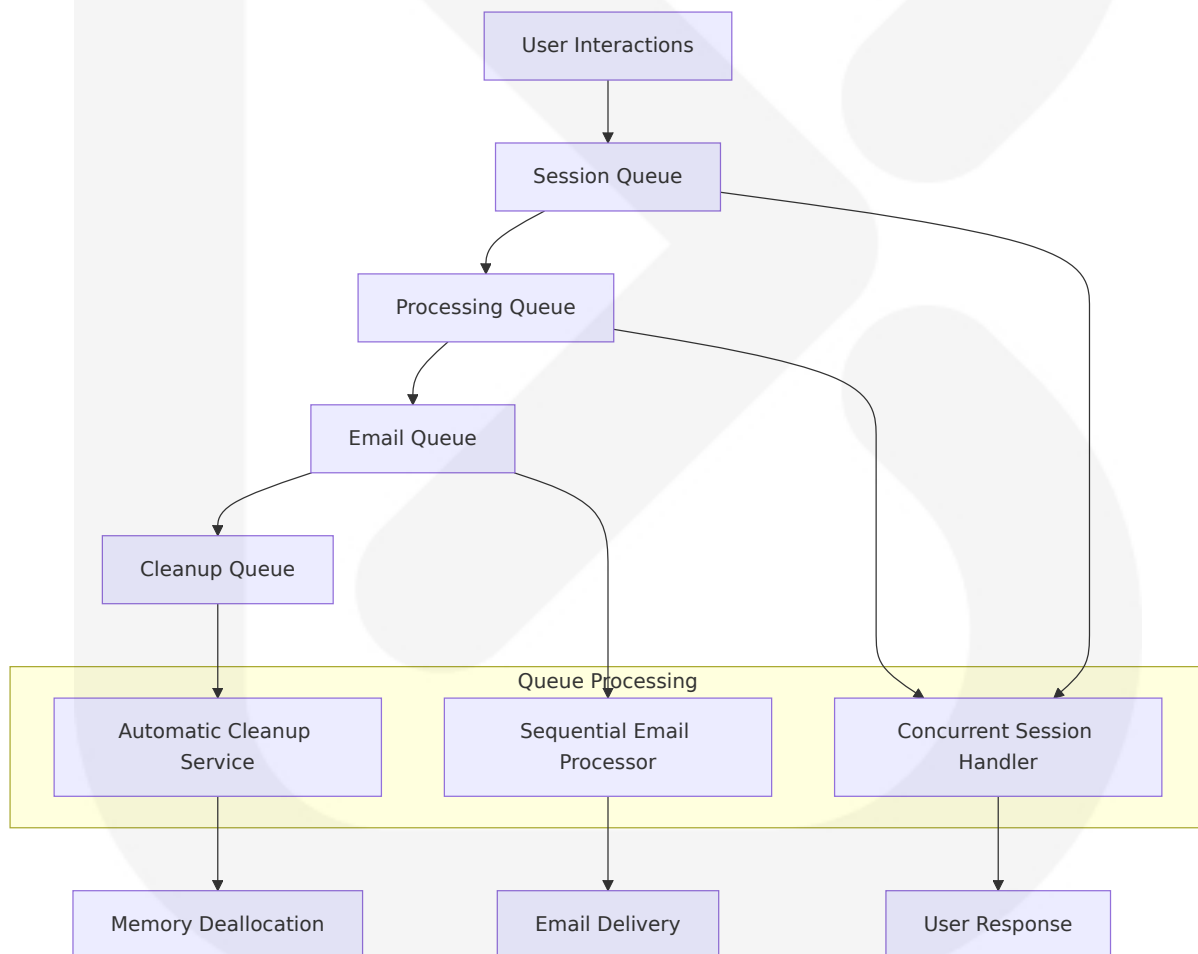 User Interactions
Session Queue
Processing Queue
Email Queue
Cleanup Queue
Queue Processing
Automatic Cleanup
Service
Sequential Email
Processor
Concurrent Session
Handler
Memory Deallocation
Email Delivery
User Response